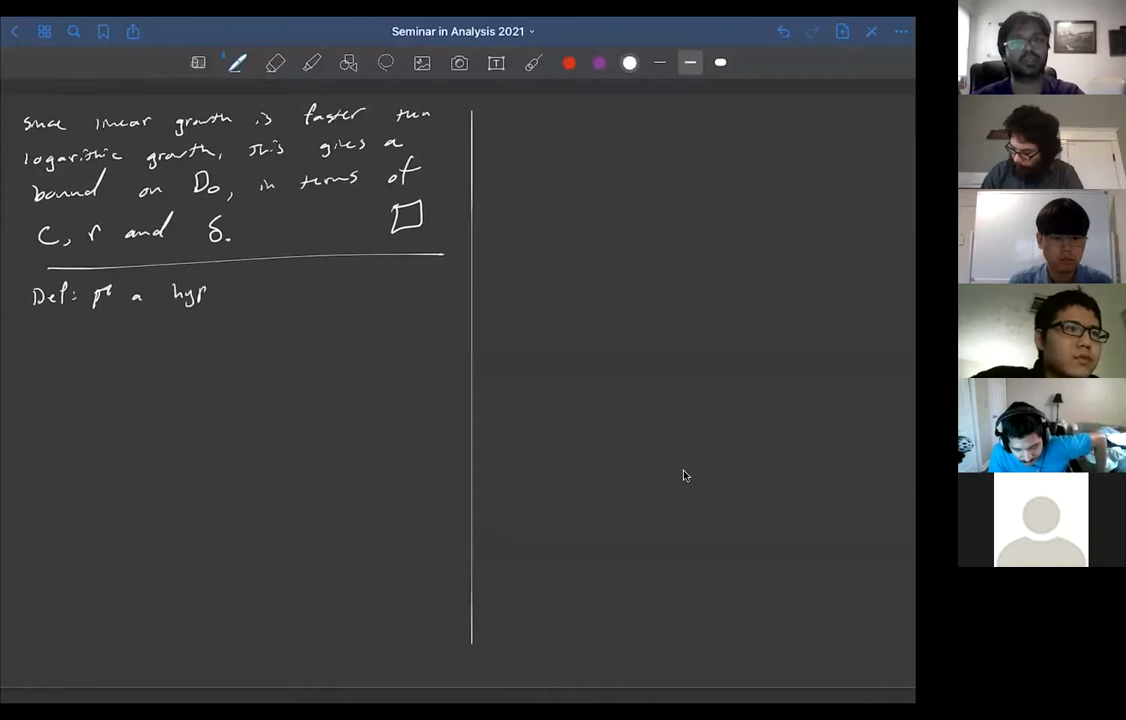 Seminar in Analysis 2021
since linear growth is faster than
logarithic growth, this gives a
bound on D₀, in terms of
C, r and δ.
Def: a hyp